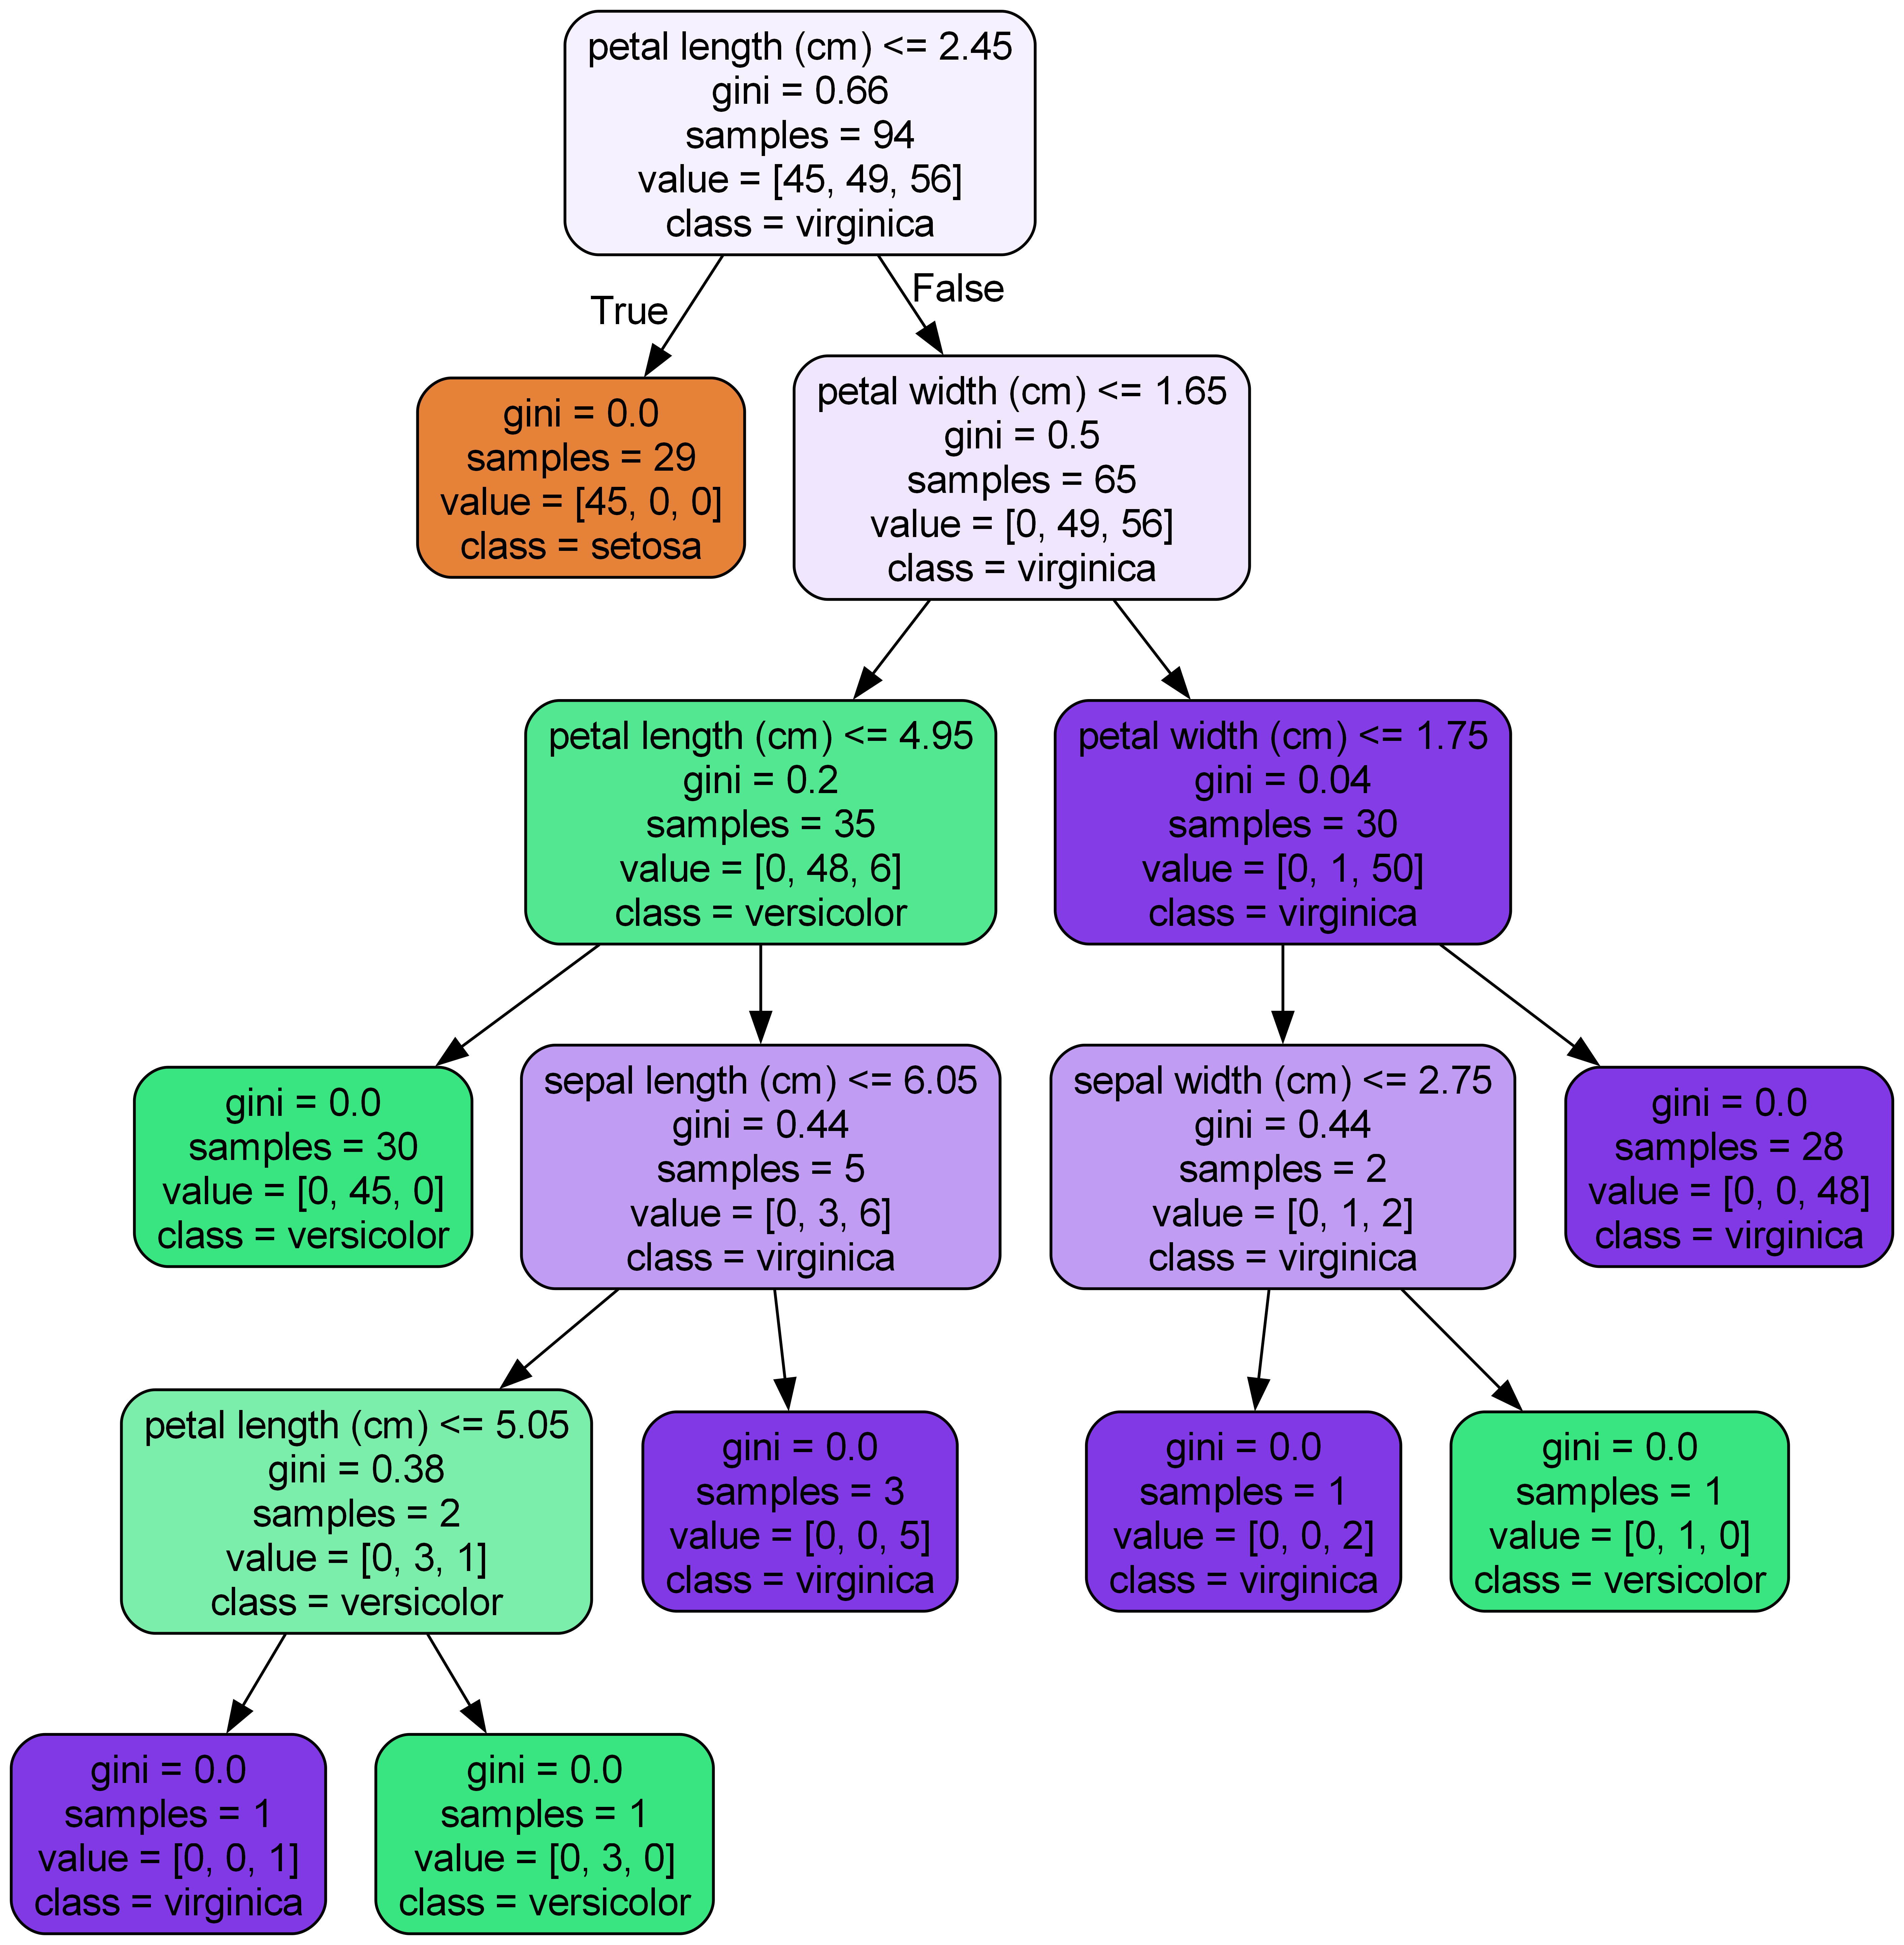 petal length (cm) <= 2.45
gini = 0.66
samples = 94
value = [45, 49, 56]
class = virginica
True
False
gini = 0.0
samples = 29
value = [45, 0, 0]
class = setosa
petal width (cm) <= 1.65
gini = 0.5
samples = 65
value = [0, 49, 56]
class = virginica
petal length (cm) <= 4.95
gini = 0.2
samples = 35
value = [0, 48, 6]
class = versicolor
petal width (cm) <= 1.75
gini = 0.04
samples = 30
value = [0, 1, 50]
class = virginica
gini = 0.0
samples = 30
value = [0, 45, 0]
class = versicolor
sepal length (cm) <= 6.05
gini = 0.44
samples = 5
value = [0, 3, 6]
class = virginica
sepal width (cm) <= 2.75
gini = 0.44
samples = 2
value = [0, 1, 2]
class = virginica
gini = 0.0
samples = 28
value = [0, 0, 48]
class = virginica
petal length (cm) <= 5.05
gini = 0.38
samples = 2
value = [0, 3, 1]
class = versicolor
gini = 0.0
samples = 3
value = [0, 0, 5]
class = virginica
gini = 0.0
samples = 1
value = [0, 0, 2]
class = virginica
gini = 0.0
samples = 1
value = [0, 1, 0]
class = versicolor
gini = 0.0
samples = 1
value = [0, 0, 1]
class = virginica
gini = 0.0
samples = 1
value = [0, 3, 0]
class = versicolor